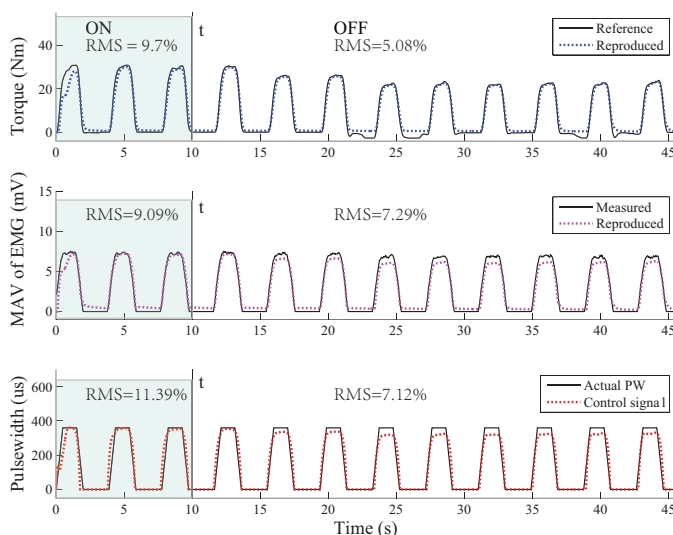 ON
t
OFF
RMS = 9.7%
RMS=5.08%
Reference
Reproduced
Torque (Nm)
40
20
0
0 5 10 15 20 25 30 35 40 45
RMS=9.09%
RMS=7.29%
Measured
Reproduced
MAV of EMG (mV)
15
10
5
0
0 5 10 15 20 25 30 35 40 45
RMS=11.39%
t
RMS=7.12%
Actual PW
Control signal
Pulsewidth (us)
600
400
200
0
0 5 10 15 20 25 30 35 40 45
Time (s)